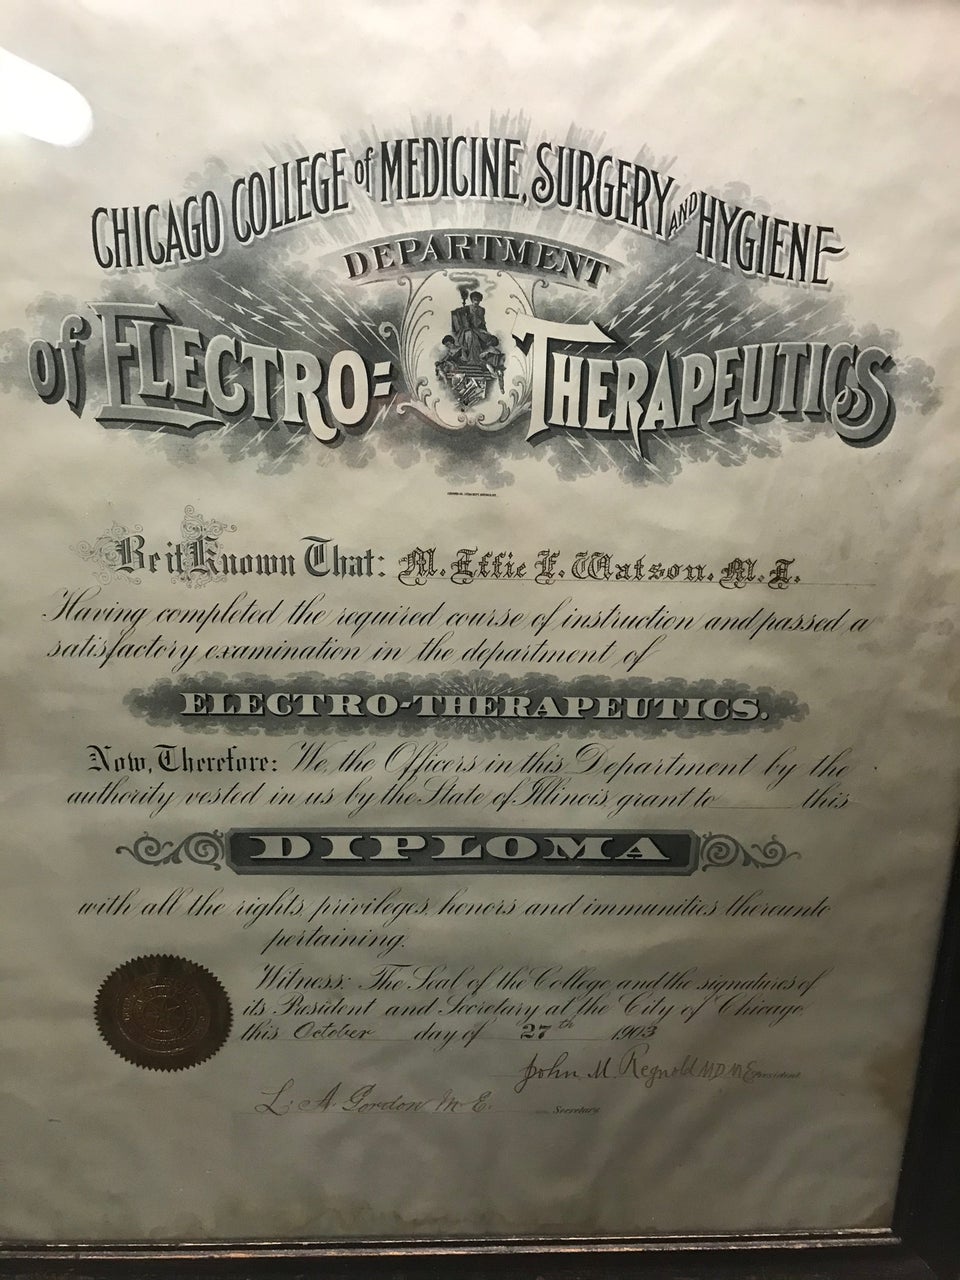 CHICAGO COLLEGE of MEDICINE, SURGERY AND HYGIENE
DEPARTMENT
of ELECTRO=THERAPEUTICS
Be it Known That: M. Effie F. Watson. M.I.
Having completed the required course of instruction and passed a
satisfactory examination in the department of
ELECTRO-THERAPEUTICS.
Now, Therefore: We, the Officers in this Department by the
authority vested in us by the State of Illinois, grant to this
DIPLOMA
with all the rights, privileges, honors and immunities thereunto
pertaining.
Witness: The Seal of the College and the signatures of
its President and Secretary at the City of Chicago,
this October day of 27th 1903
John M. Regnold M.D. M.E. President
L. A. Gordon M.E. Secretary